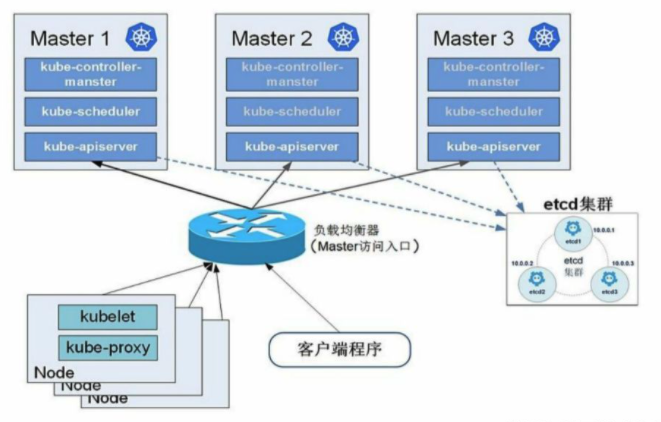 Master 1
kube-controller-
manster
kube-scheduler
kube-apiserver
Master 2
kube-controller-
manster
kube-scheduler
kube-apiserver
Master 3
kube-controller-
manster
kube-scheduler
kube-apiserver
负载均衡器
（Master访问入口）
etcd集群
etcd1
10.0.0.1
etcd
集群
10.0.0.2
etcd2
10.0.0.3
etcd3
kubelet
kube-proxy
Node
Node
Node
客户端程序